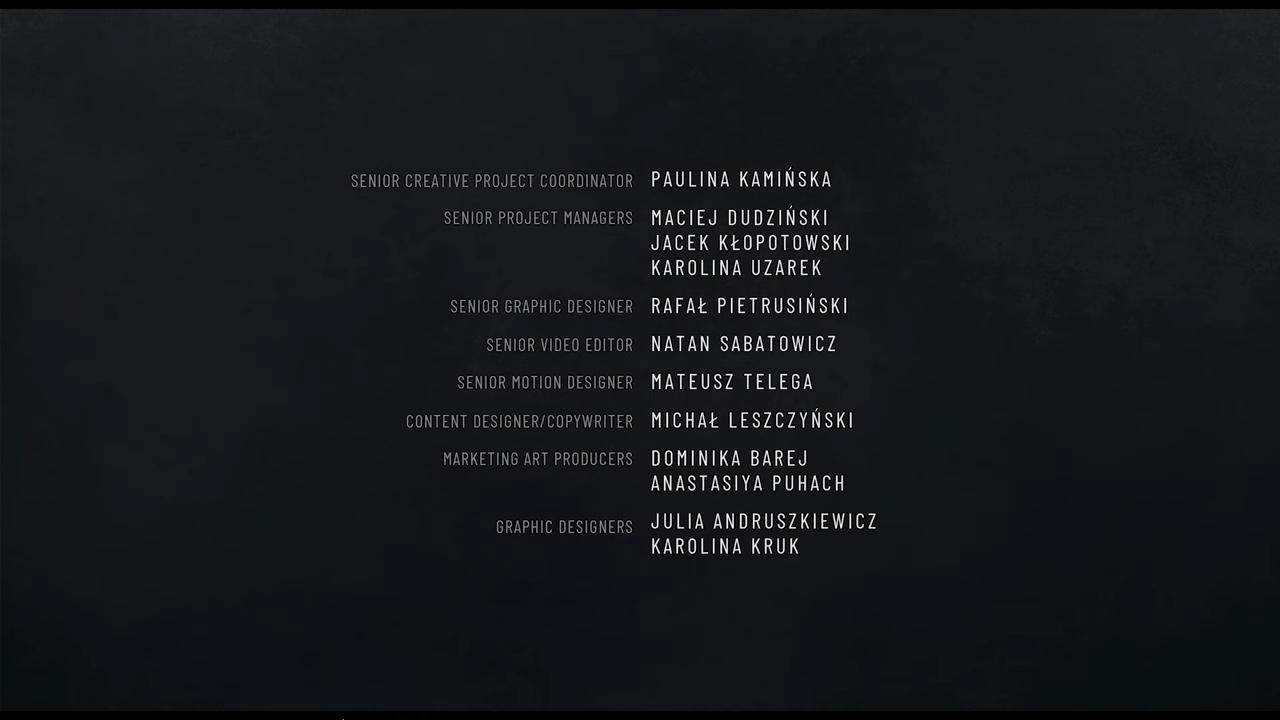 SENIOR CREATIVE PROJECT COORDINATOR PAULINA KAMIŃSKA
SENIOR PROJECT MANAGERS MACIEJ DUDZIŃSKI
JACEK KŁOPOTOWSKI
KAROLINA UZAREK
SENIOR GRAPHIC DESIGNER RAFAŁ PIETRUSIŃSKI
SENIOR VIDEO EDITOR NATAN SABATOWICZ
SENIOR MOTION DESIGNER MATEUSZ TELEGA
CONTENT DESIGNER/COPYWRITER MICHAŁ LESZCZYŃSKI
MARKETING ART PRODUCERS DOMINIKA BAREJ
ANASTASIYA PUHACH
GRAPHIC DESIGNERS JULIA ANDRUSZKIEWICZ
KAROLINA KRUK